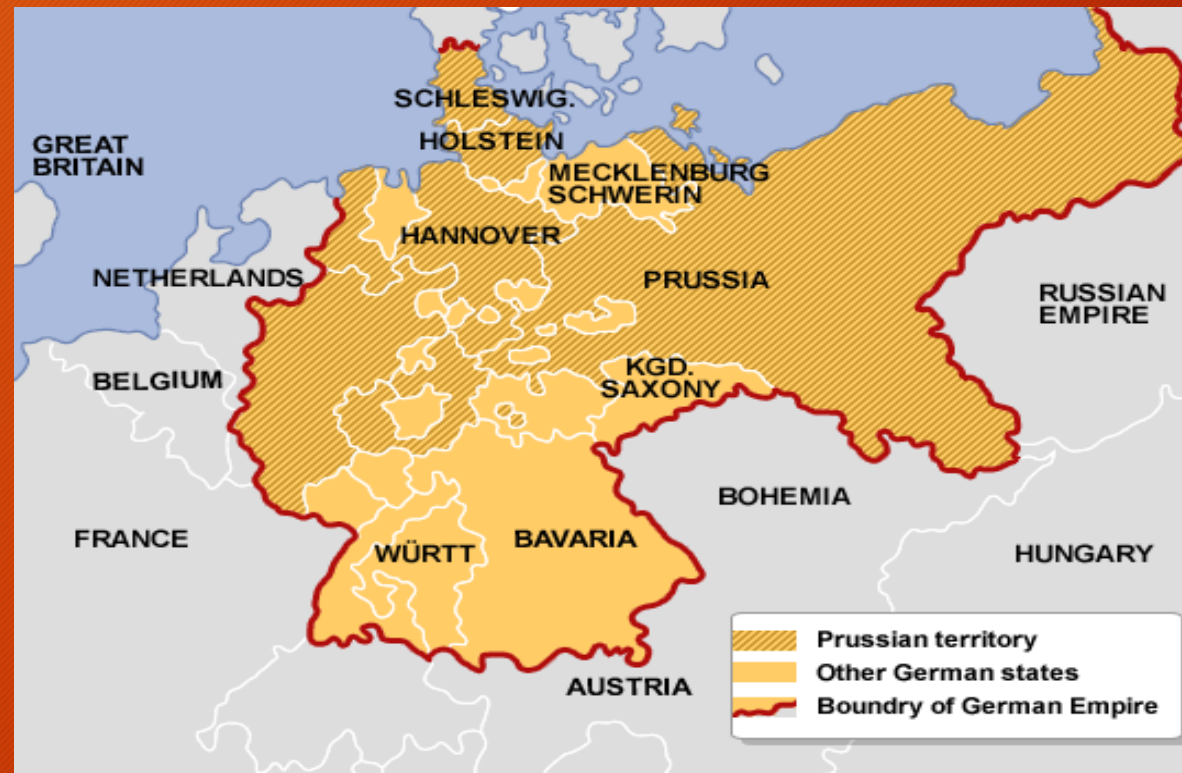 SCHLESWIG.
HOLSTEIN
GREAT
BRITAIN
MECKLENBURG
SCHWERIN
HANNOVER
NETHERLANDS
PRUSSIA
RUSSIAN
EMPIRE
BELGIUM
KGD.
SAXONY
BOHEMIA
FRANCE
WÜRTT
BAVARIA
HUNGARY
AUSTRIA
Prussian territory
Other German states
Boundry of German Empire